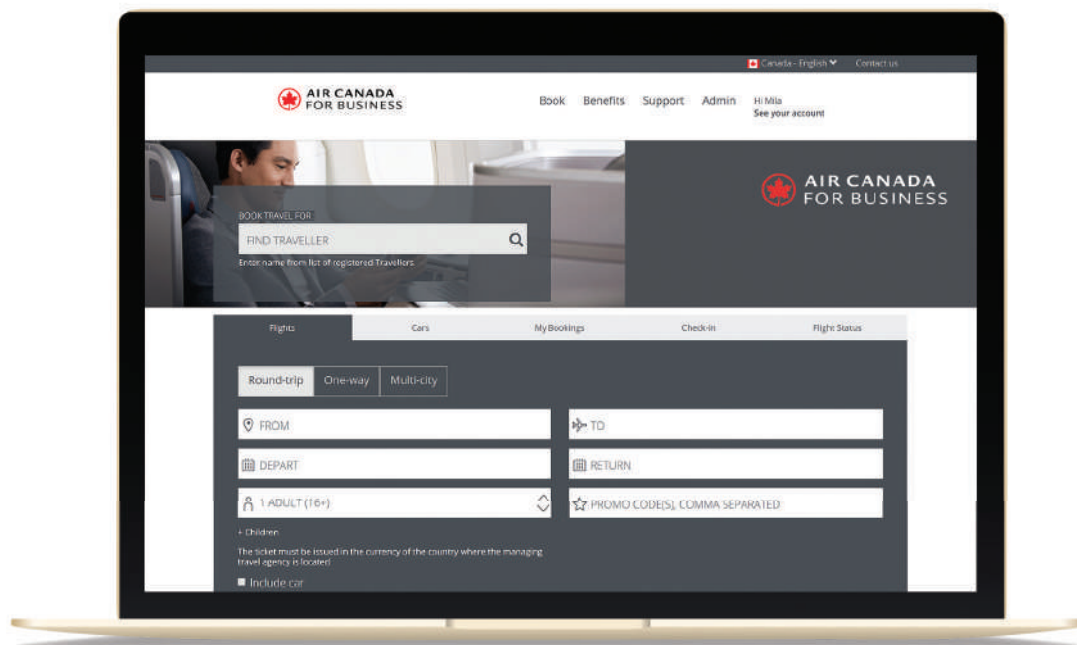 Canada - English Contact us
AIR CANADA
FOR BUSINESS
Book Benefits Support Admin
Hi Mila
See your account
AIR CANADA
FOR BUSINESS
BOOK TRAVEL FOR
FIND TRAVELLER
Enter name from list of registered Travellers
Flights Cars My Bookings Check-in Flight Status
Round-trip One-way Multi-city
FROM TO
DEPART RETURN
1 ADULT (16+) PROMO CODE(S), COMMA SEPARATED
+ Children
The ticket must be issued in the currency of the country where the managing
travel agency is located
Include car